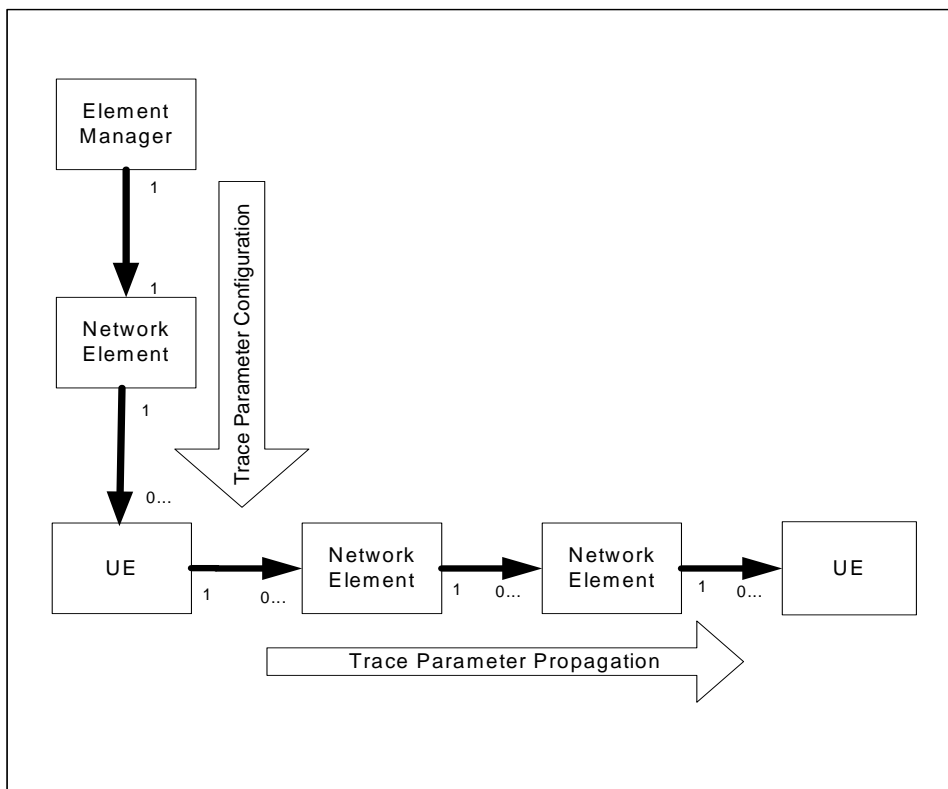 Element
Manager
1
Trace Parameter Configuration
1
Network
Element
1
0...
UE
1
0...
Network
Element
1
0...
Network
Element
1
0...
UE
Trace Parameter Propagation